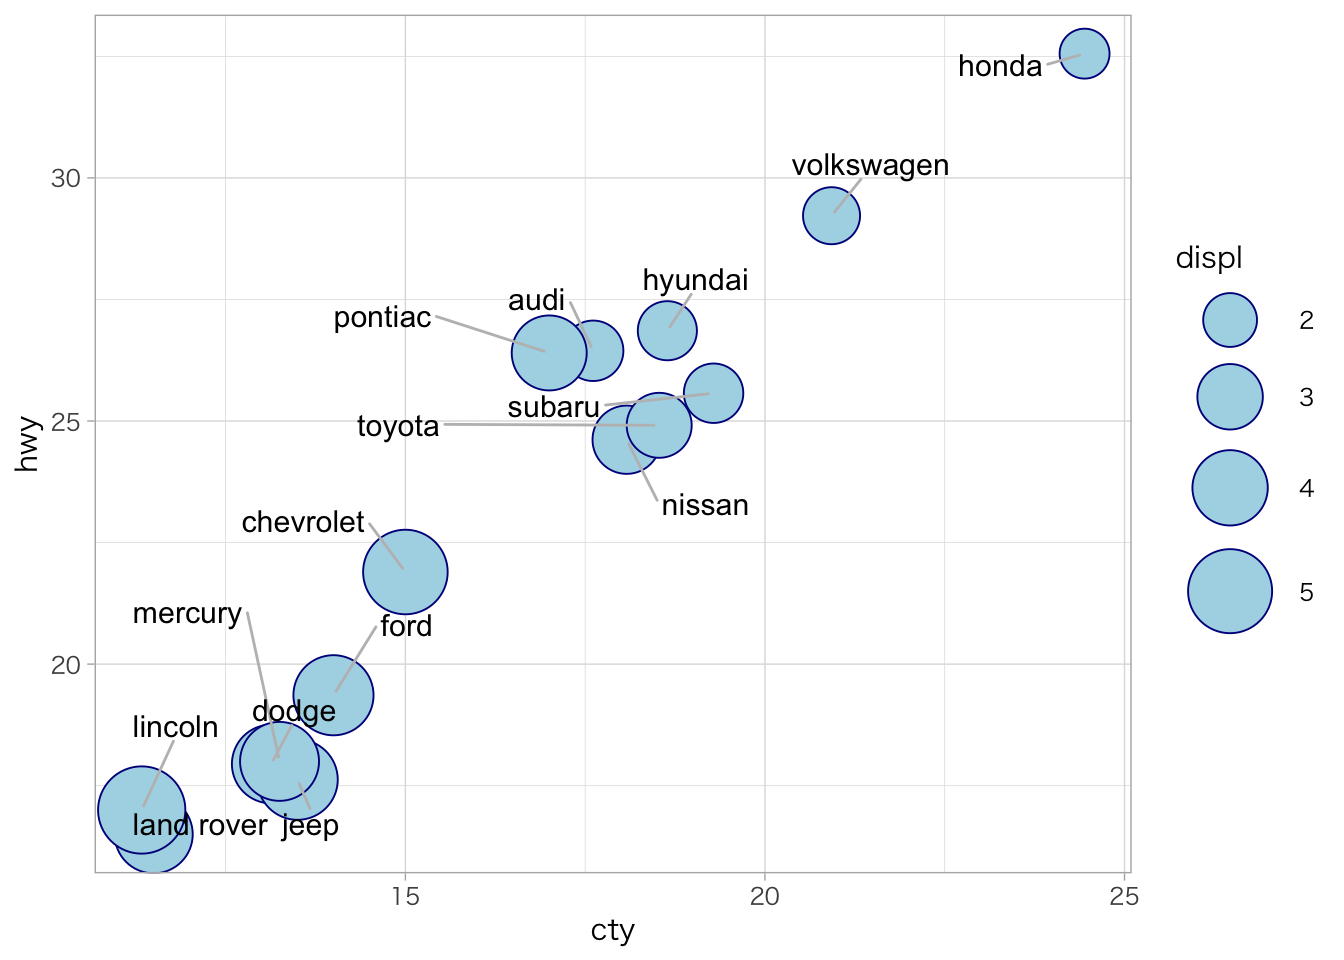 honda
volkswagen
hyundai
audi
pontiac
subaru
toyota
nissan
chevrolet
mercury
ford
dodge
lincoln
land rover
jeep
30
25
20
hwy
15
20
25
cty
displ
2
3
4
5